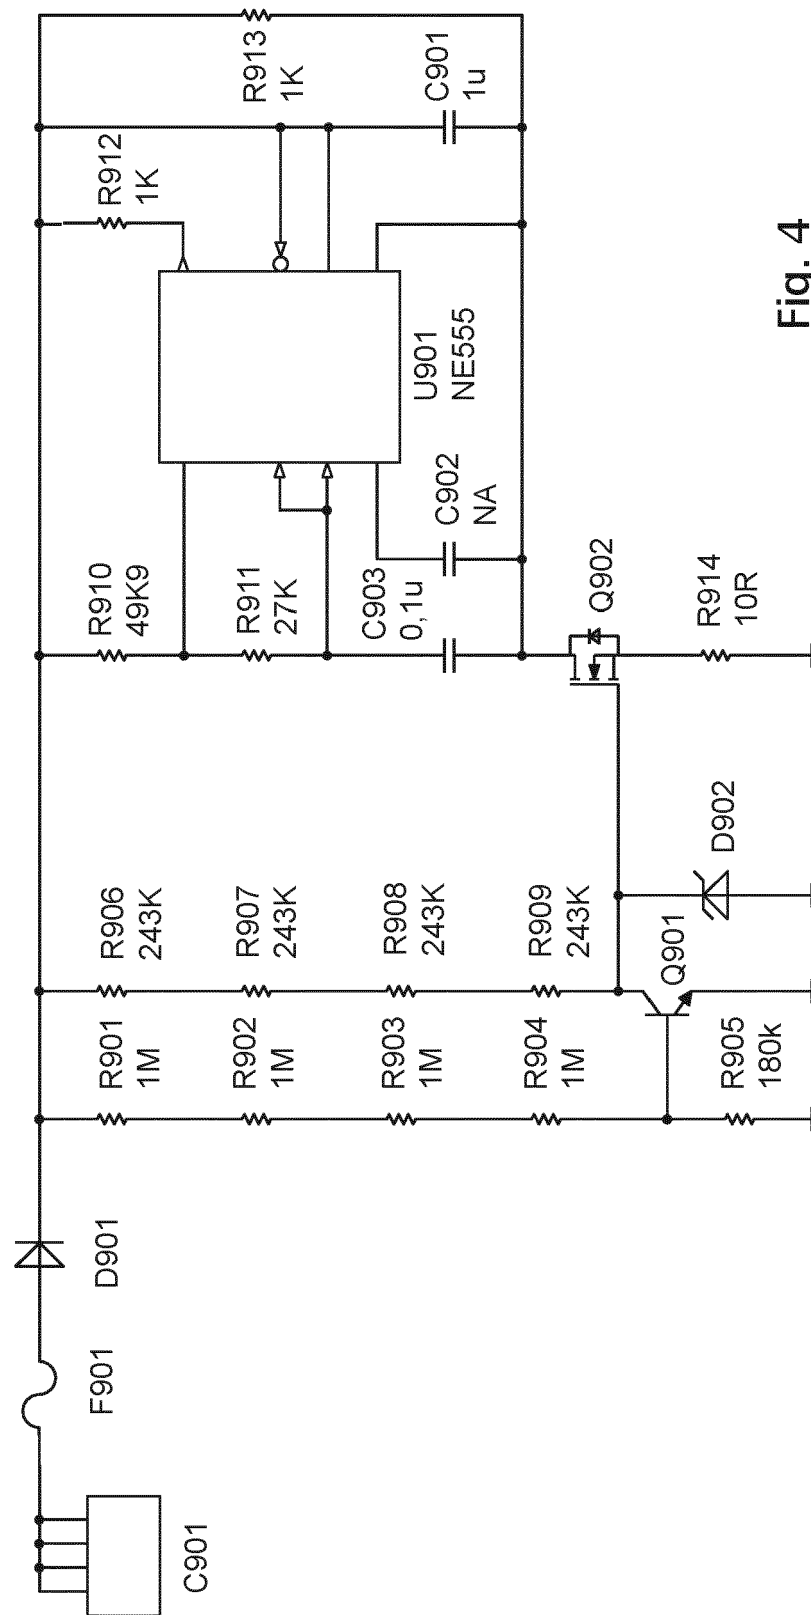 C901
F901
D901
R901
1M
R902
1M
R903
1M
R904
1M
R905
180k
R906
243K
R907
243K
R908
243K
R909
243K
Q901
D902
R910
49K9
R911
27K
C903
0,1u
C902
NA
Q902
R914
10R
U901
NE555
R912
1K
R913
1K
C901
1u
Fig. 4